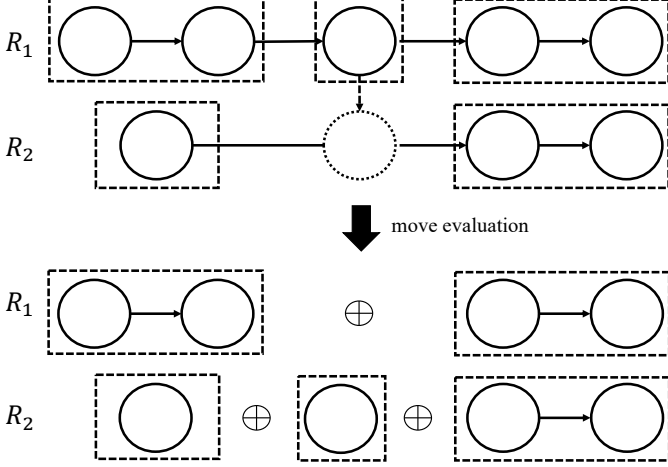 R₁
R₂
move evaluation
R₁
⊕
R₂
⊕ ⊕